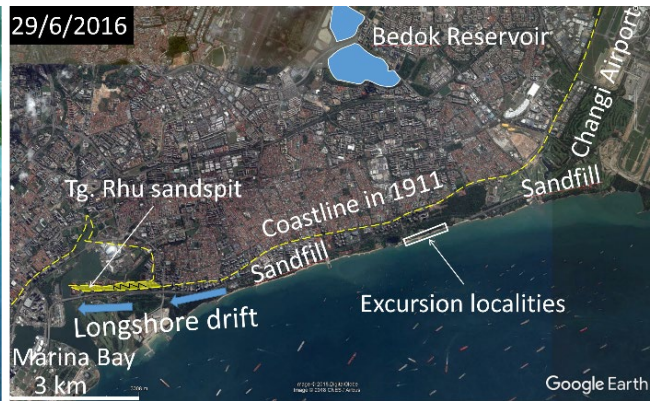 29/6/2016
Bedok Reservoir
Changi Airport
Tg. Rhu sandspit
Coastline in 1911
Sandfill
Sandfill
Excursion localities
Longshore drift
Marina Bay
3 km
Google Earth